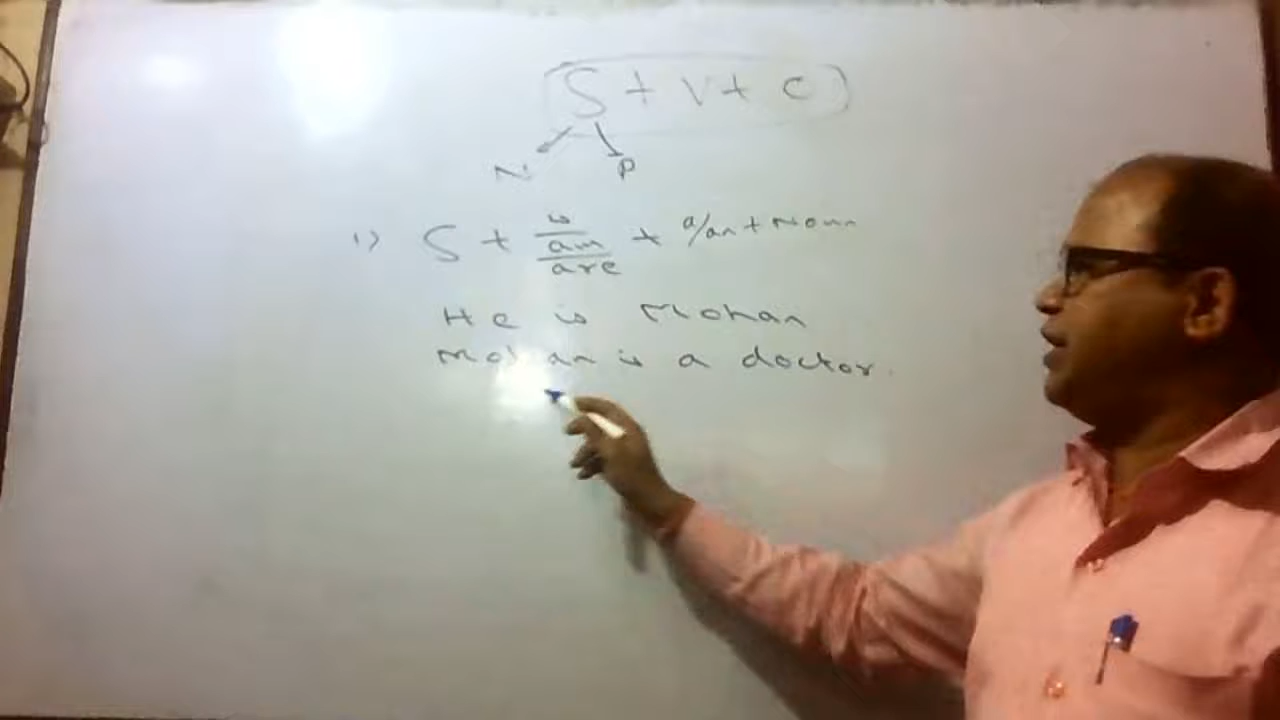 S + V + C
N P
1) S + is/am/are + a/an + Noun
He is Mohan
Mohan is a doctor.